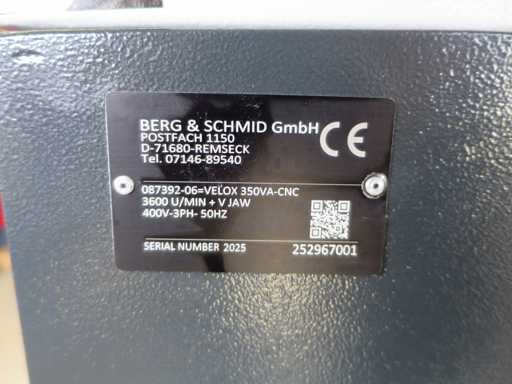 BERG & SCHMID GmbH
POSTFACH 1150
D-71680-REMSECK
Tel. 07146-89540
CE
087392-06=VELOX 350VA-CNC
3600 U/MIN + V JAW
400V-3PH- 50HZ
SERIAL NUMBER 2025 252967001